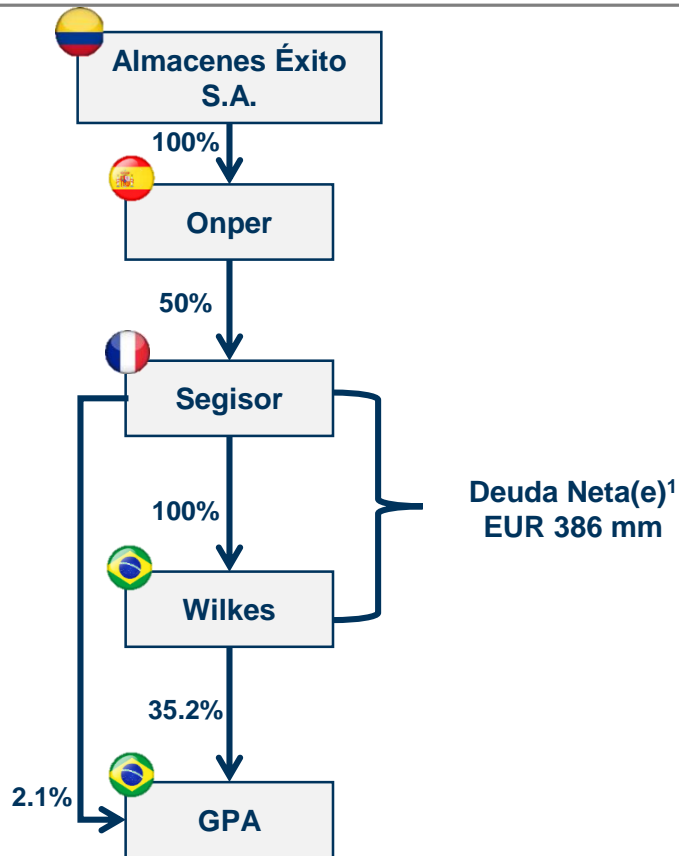 Almacenes Éxito
S.A.
100%
Onper
50%
Segisor
100%
Deuda Neta(e)¹
EUR 386 mm
Wilkes
35.2%
2.1%
GPA